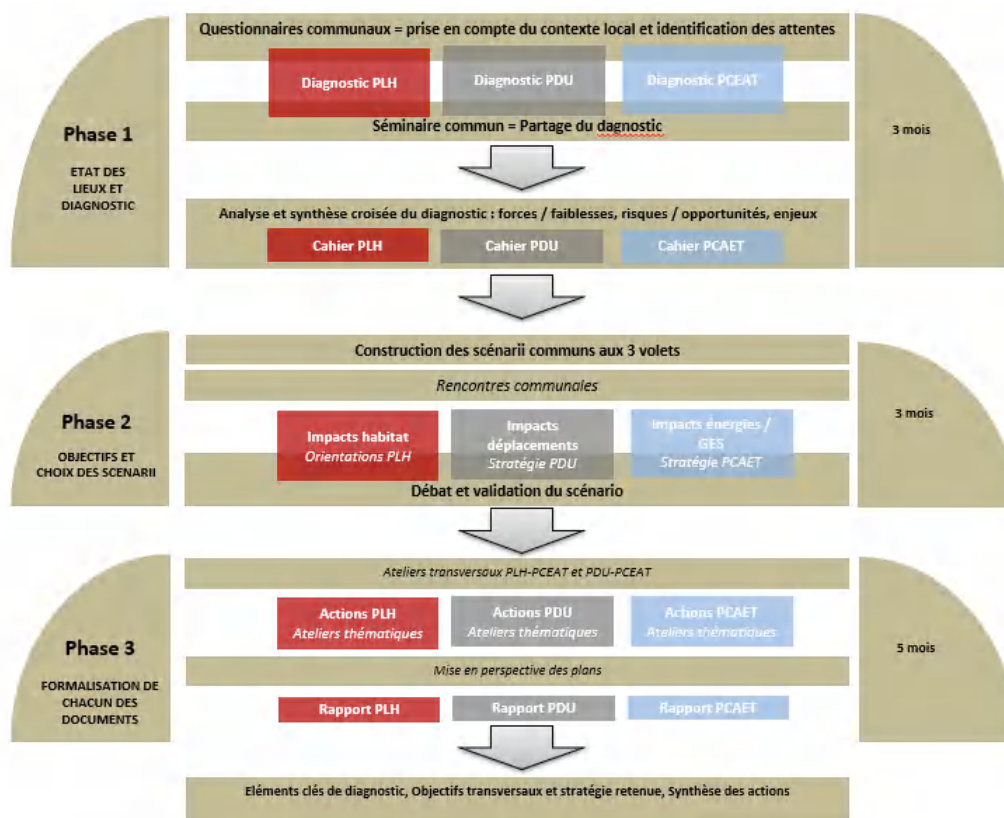 Questionnaires communaux = prise en compte du contexte local et identification des attentes
Diagnostic PLH
Diagnostic PDU
Diagnostic PCEAT
Séminaire commun = Partage du dagnostic
Phase 1
ETAT DES
LIEUX ET
DIAGNOSTIC
3 mois
Analyse et synthèse croisée du diagnostic : forces / faiblesses, risques / opportunités, enjeux
Cahier PLH
Cahier PDU
Cahier PCAET
Construction des scénarii communs aux 3 volets
Rencontres communales
Phase 2
OBJECTIFS ET
CHOIX DES SCENARII
3 mois
Impacts habitat
Orientations PLH
Impacts
déplacements
Stratégie PDU
Impacts énergies /
GES
Stratégie PCAET
Débat et validation du scénario
Ateliers transversaux PLH-PCEAT et PDU-PCEAT
Actions PLH
Ateliers thématiques
Actions PDU
Ateliers thématiques
Actions PCAET
Ateliers thématiques
Phase 3
FORMALISATION DE
CHACUN DES
DOCUMENTS
5 mois
Mise en perspective des plans
Rapport PLH
Rapport PDU
Rapport PCAET
Eléments clés de diagnostic, Objectifs transversaux et stratégie retenue, Synthèse des actions